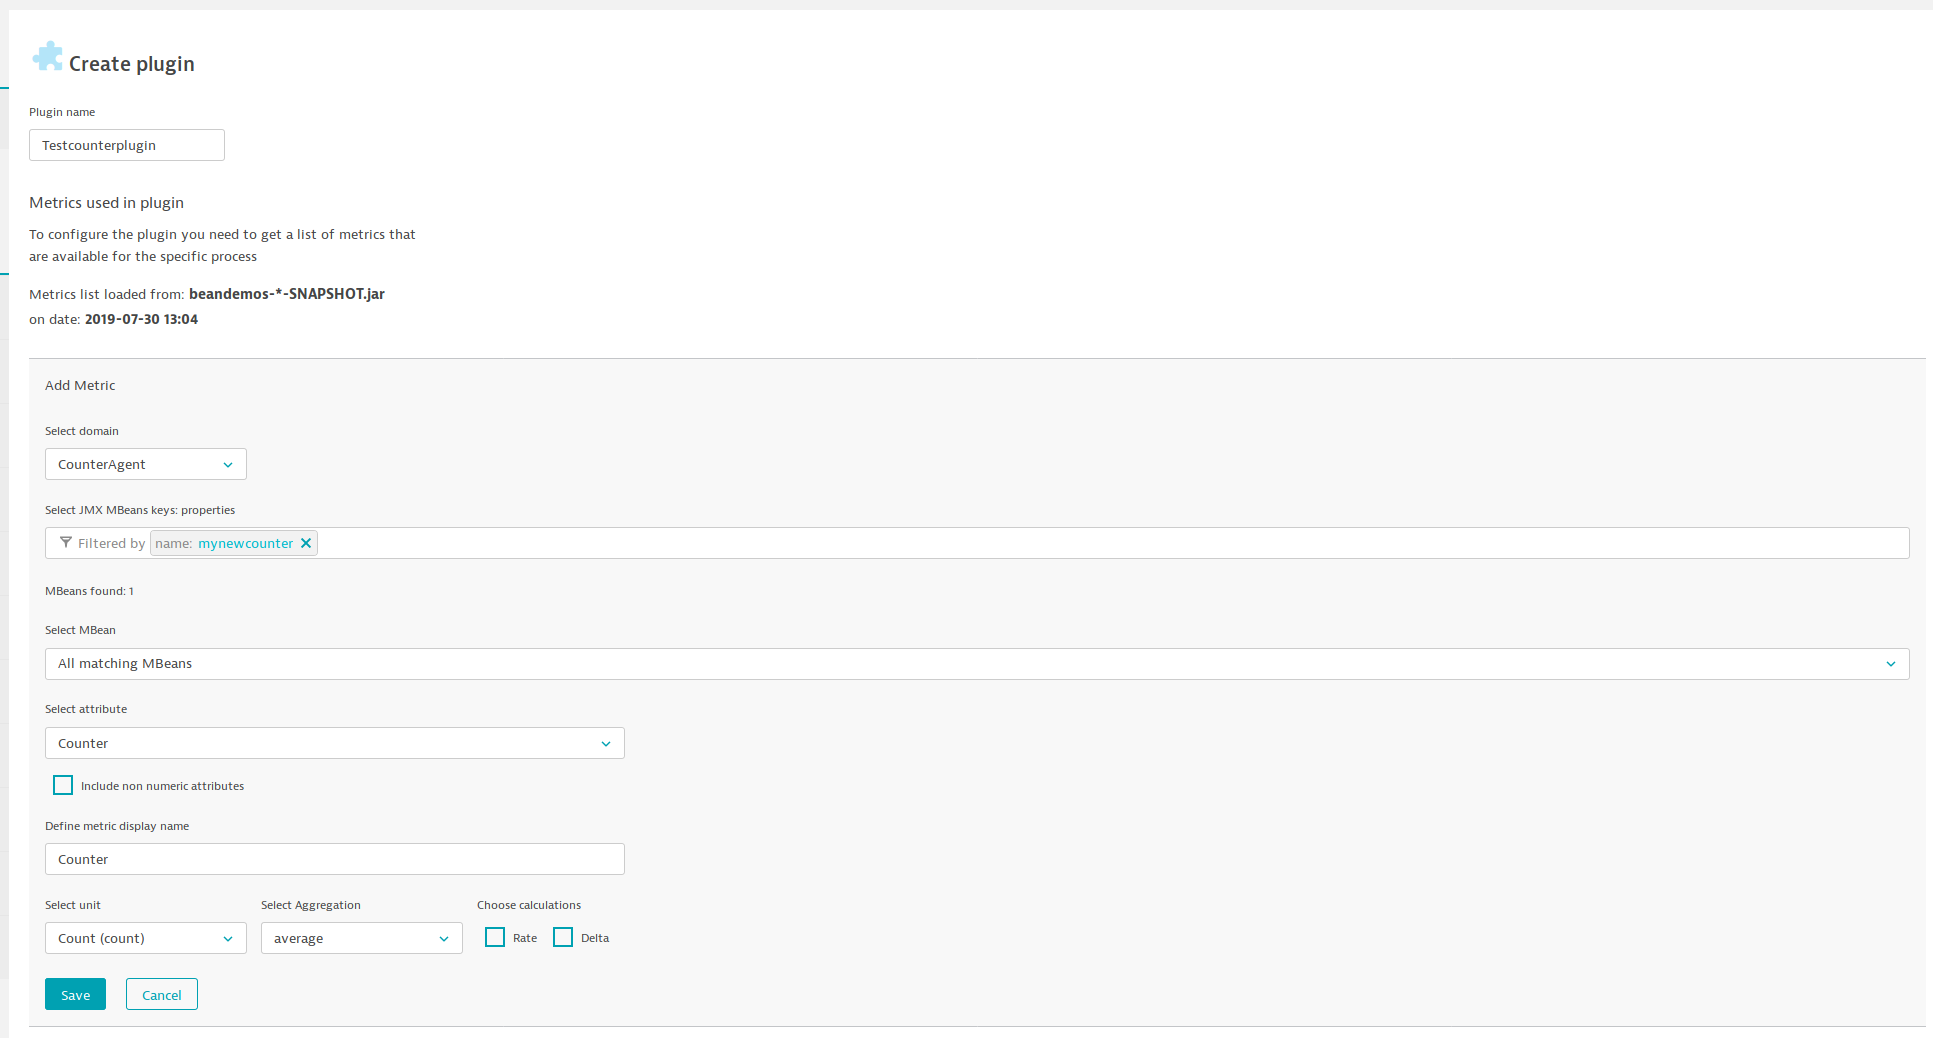 Create plugin
Plugin name
Testcounterplugin
Metrics used in plugin
To configure the plugin you need to get a list of metrics that
are available for the specific process
Metrics list loaded from: beandemos-*-SNAPSHOT.jar
on date: 2019-07-30 13:04
Add Metric
Select domain
CounterAgent
Select JMX MBeans keys: properties
Filtered by name: mynewcounter
MBeans found: 1
Select MBean
All matching MBeans
Select attribute
Counter
Include non numeric attributes
Define metric display name
Counter
Select unit Select Aggregation Choose calculations
Count (count) average Rate Delta
Save Cancel